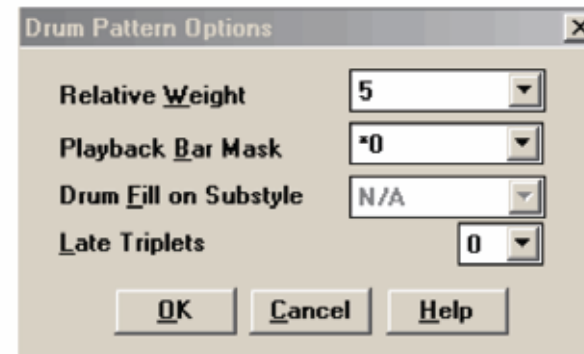 Drum Pattern Options
Relative Weight 5
Playback Bar Mask *0
Drum Fill on Substyle N/A
Late Triplets 0
OK Cancel Help